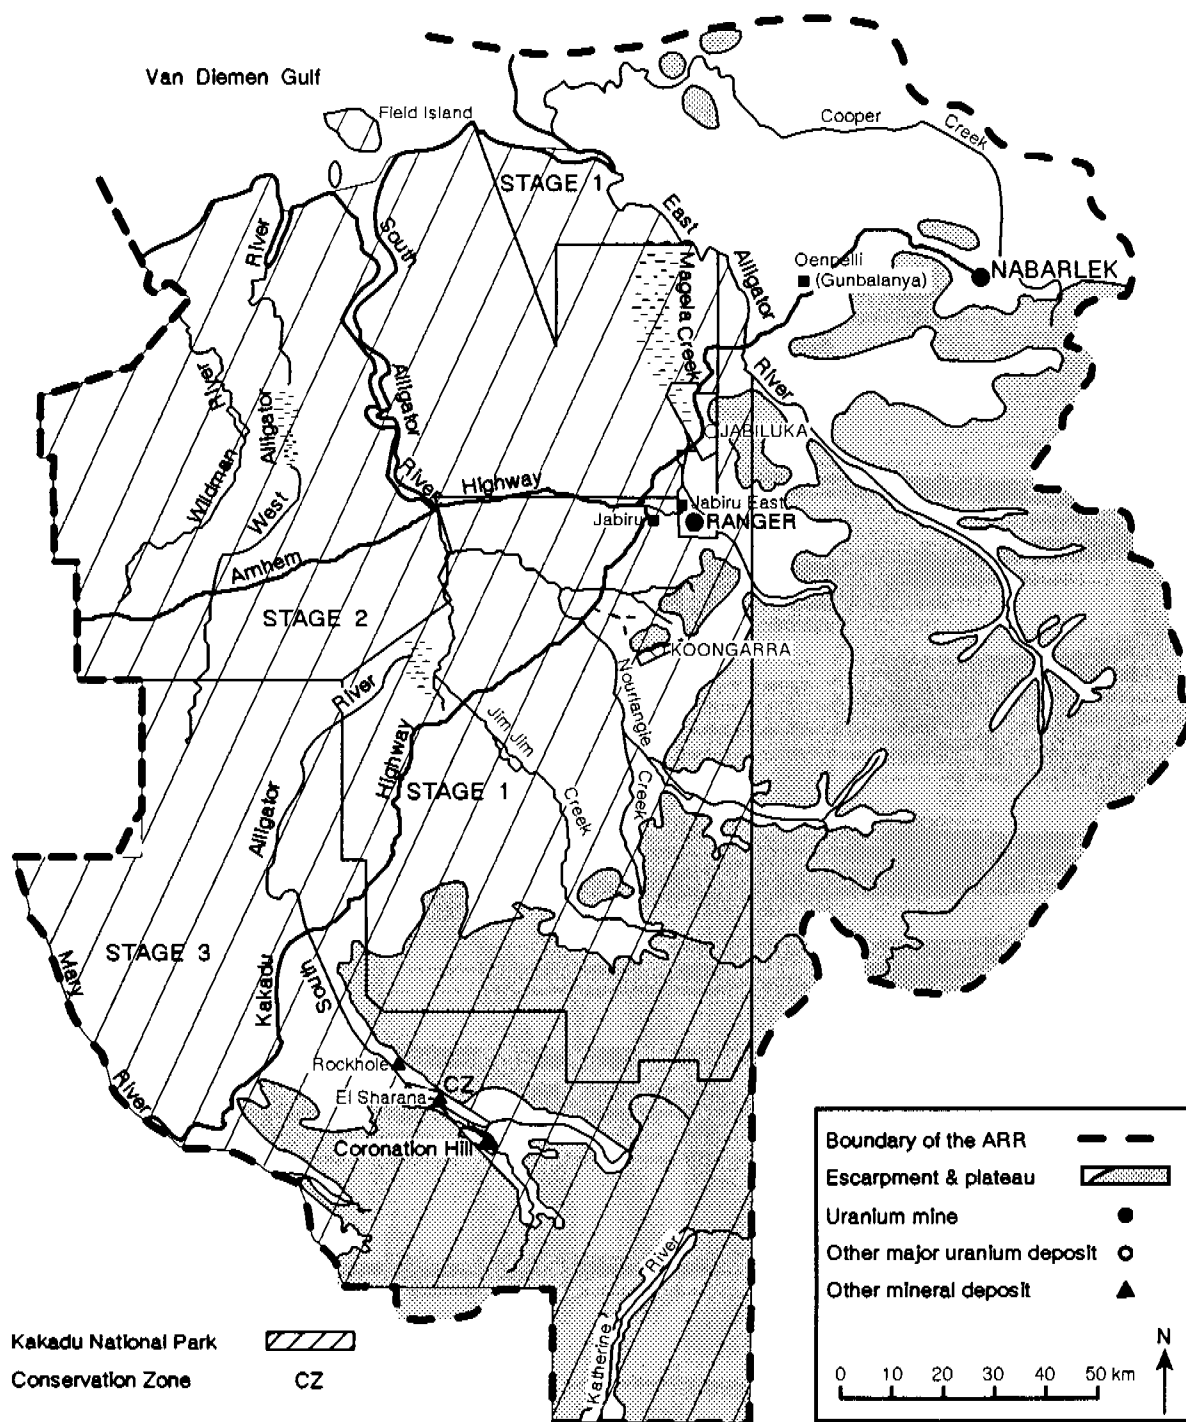 Van Diemen Gulf
Field Island
Cooper
Creek
STAGE 1
East
River
South
Alligator
Oenpelli
(Gunbalanya)
NABARLEK
Magela Creek
River
Alligator
River
Alligator
JABILUKA
Wildman
West
River
Highway
Jabiru East
Jabiru
RANGER
Arnhem
STAGE 2
KOONGARRA
River
Nourlangie
Jim Jim
Highway
STAGE 1
Creek
Creek
Alligator
STAGE 3
Mary
Kakadu
South
Rockhole
CZ
El Sharana
River
Coronation Hill
River
Katherine
Boundary of the ARR
Escarpment & plateau
Uranium mine
Other major uranium deposit
Other mineral deposit
N
0 10 20 30 40 50 km
Kakadu National Park
Conservation Zone CZ